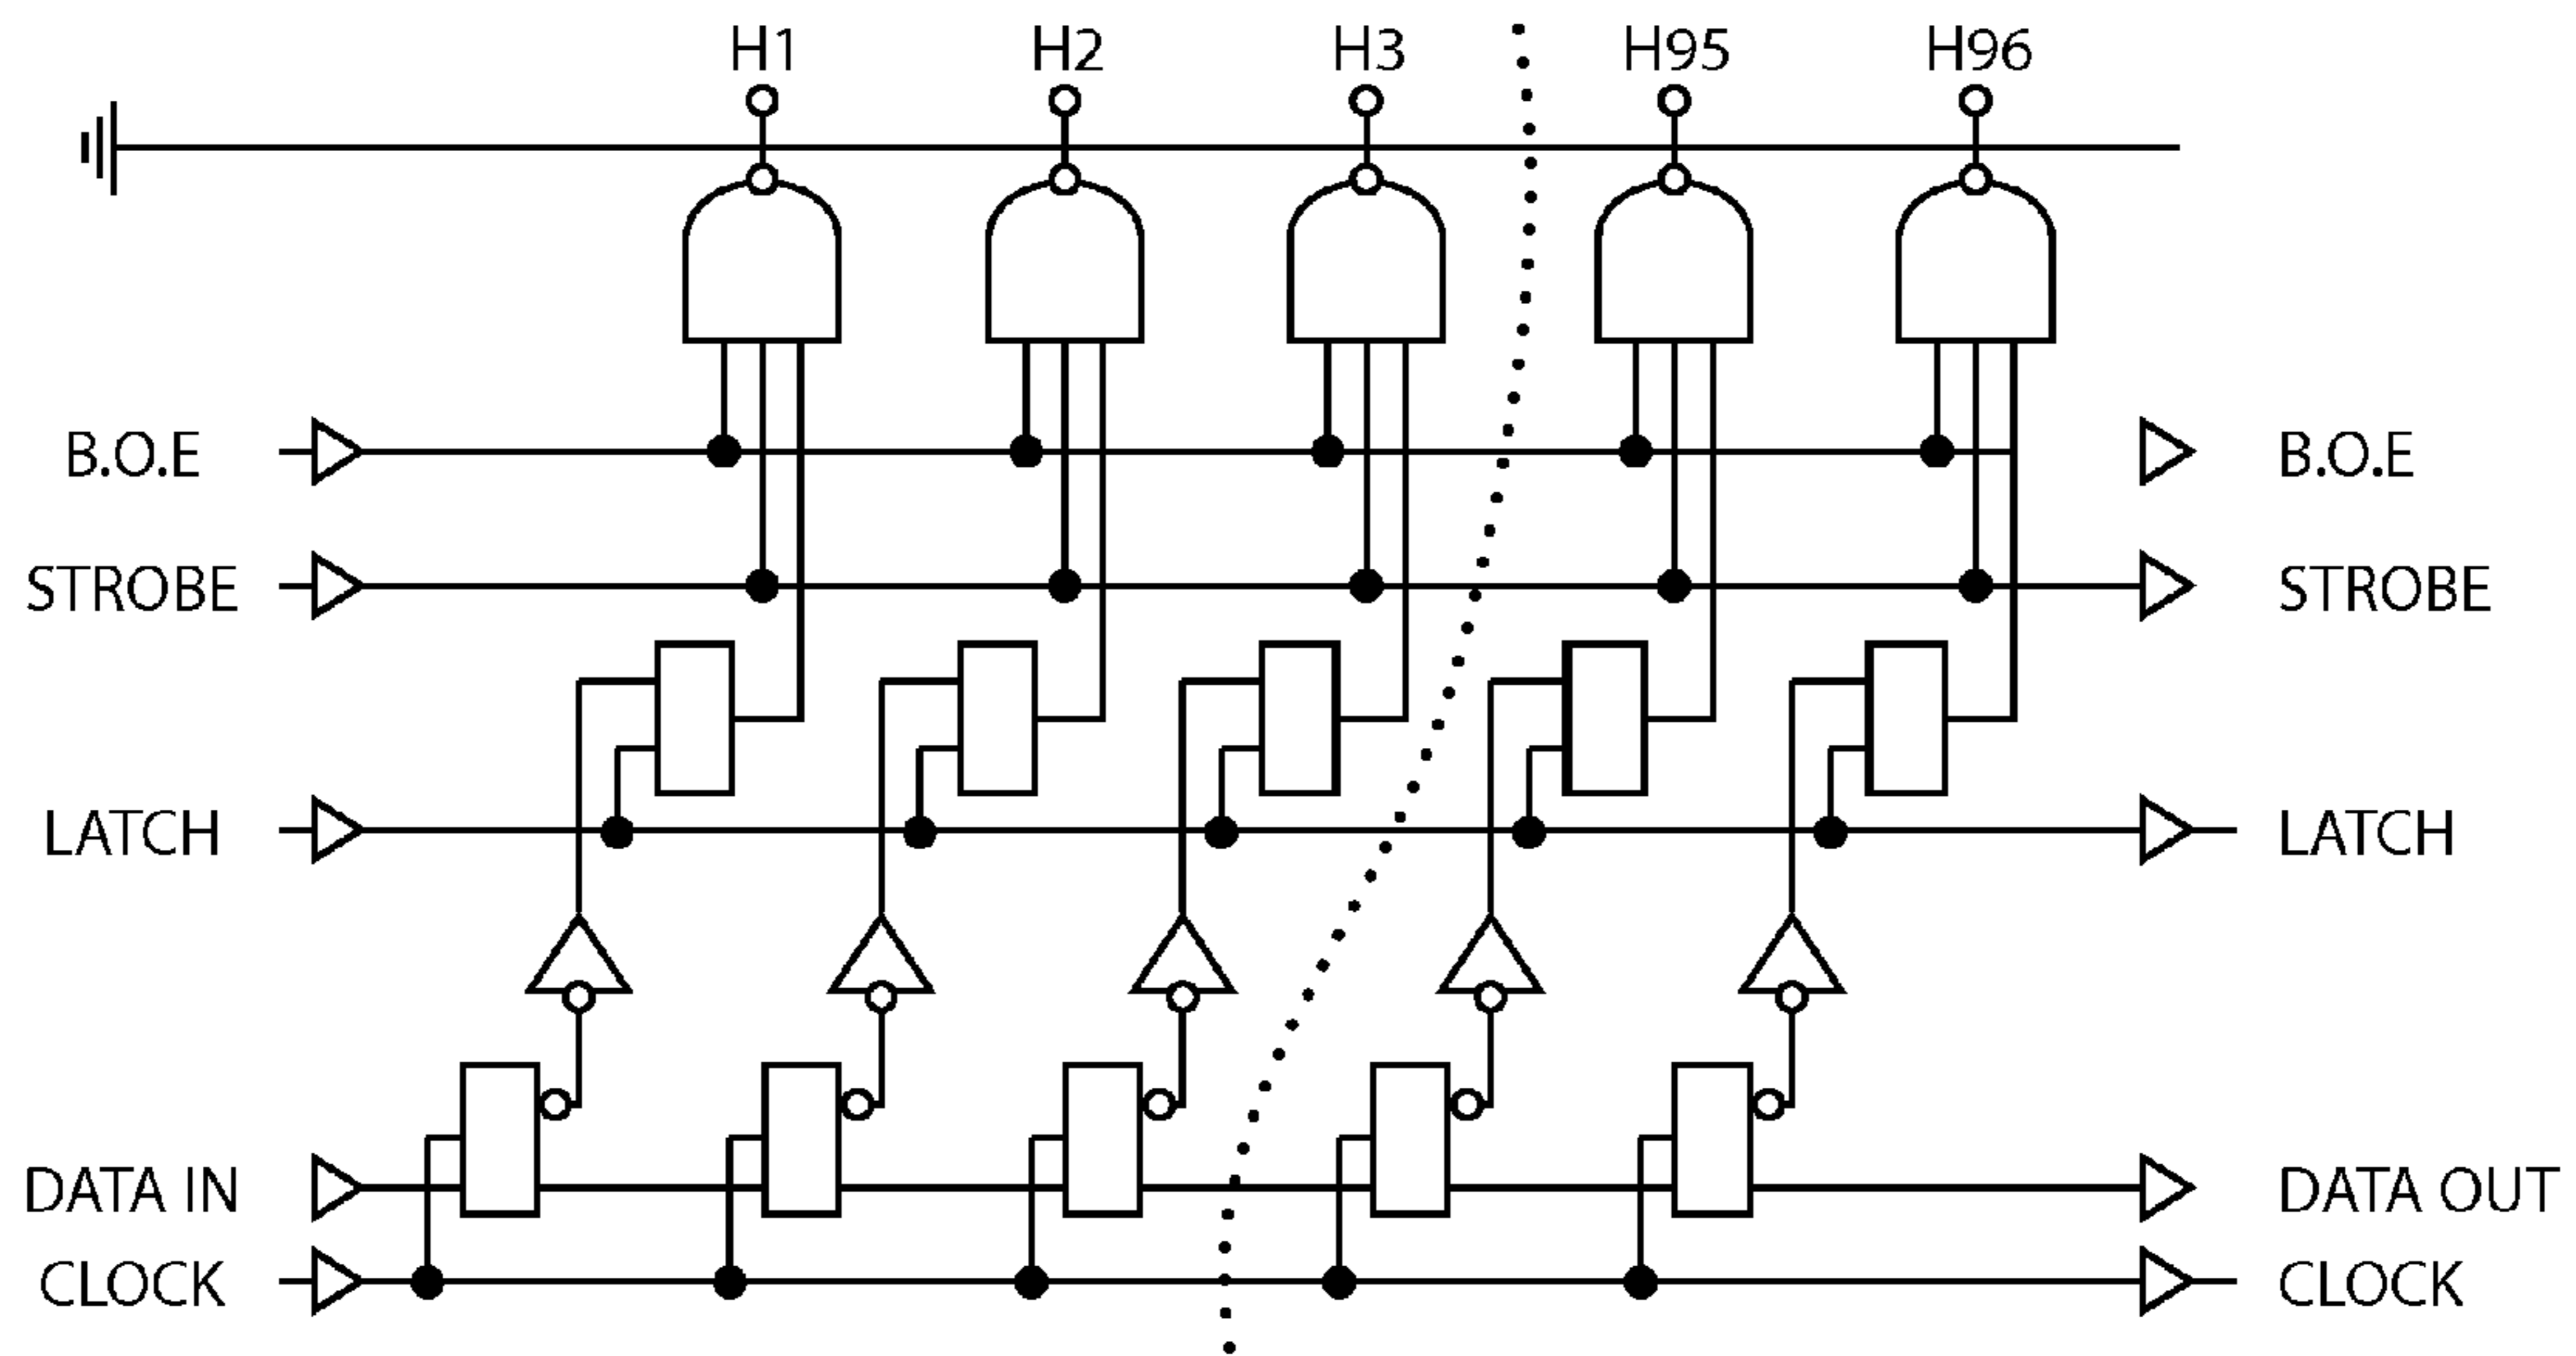 H1 H2 H3 H95 H96
B.O.E B.O.E
STROBE STROBE
LATCH LATCH
DATA IN DATA OUT
CLOCK CLOCK